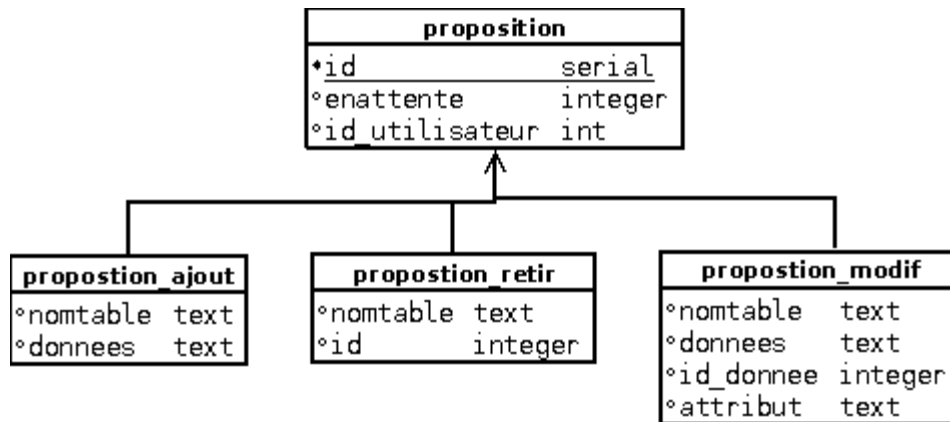 proposition
id serial
enattente integer
id_utilisateur int
propostion_ajout
nomtable text
donnees text
propostion_retir
nomtable text
id integer
propostion_modif
nomtable text
donnees text
id_donnee integer
attribut text